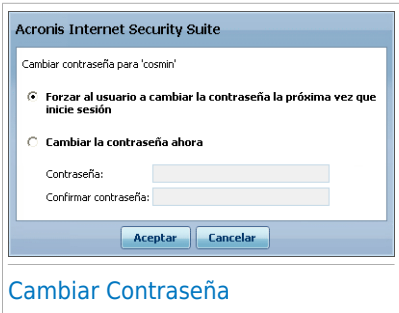 Acronis Internet Security Suite
Cambiar contraseña para 'cosmin'
Forzar al usuario a cambiar la contraseña la próxima vez que
inicie sesión
Cambiar la contraseña ahora
Contraseña:
Confirmar contraseña:
Aceptar Cancelar
Cambiar Contraseña